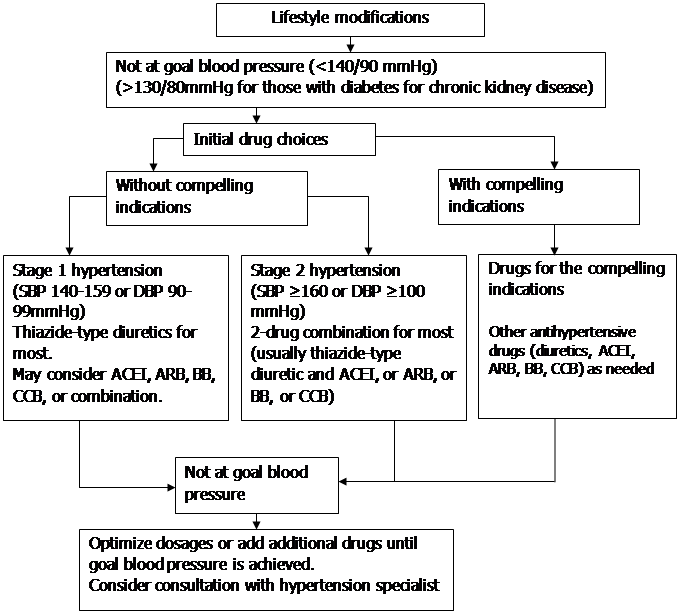 Lifestyle modifications
Not at goal blood pressure (<140/90 mmHg)
(>130/80mmHg for those with diabetes for chronic kidney disease)
Initial drug choices
Without compelling
indications
With compelling
indications
Stage 1 hypertension
(SBP 140-159 or DBP 90-
99mmHg)
Thiazide-type diuretics for
most.
May consider ACEI, ARB, BB,
CCB, or combination.
Stage 2 hypertension
(SBP ≥160 or DBP ≥100
mmHg)
2-drug combination for most
(usually thiazide-type
diuretic and ACEI, or ARB, or
BB, or CCB)
Drugs for the compelling
indications
Other antihypertensive
drugs (diuretics, ACEI,
ARB, BB, CCB) as needed
Not at goal blood
pressure
Optimize dosages or add additional drugs until
goal blood pressure is achieved.
Consider consultation with hypertension specialist